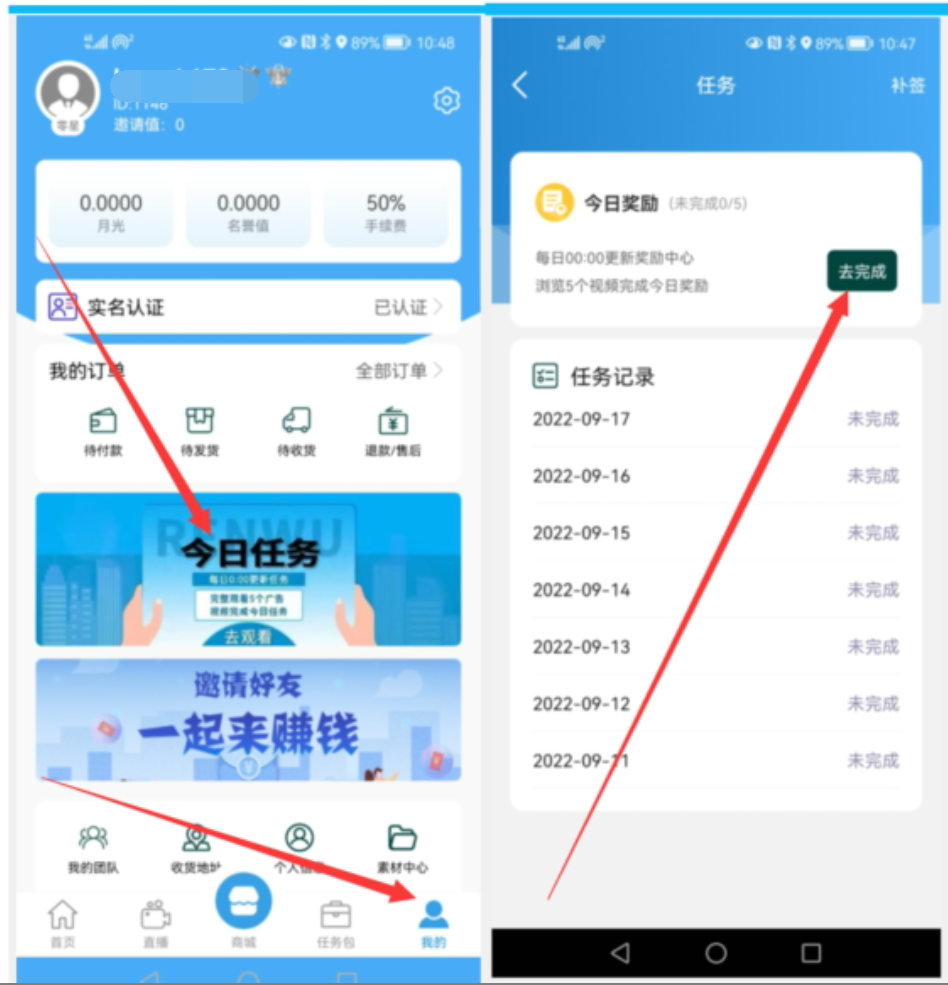 89% 10:48
ID:1148
零星
邀请值：0
0.0000
月光
0.0000
名誉值
50%
手续费
实名认证
已认证
我的订单
全部订单
待付款
待发货
待收货
退款/售后
RENWU
今日任务
每日0:00更新任务
完整观看5个广告
视频完成今日任务
去观看
邀请好友
一起来赚钱
我的团队
收货地址
个人信息
素材中心
首页
直播
商城
任务包
我的
89% 10:47
任务
补签
今日奖励 (未完成0/5)
每日00:00更新奖励中心
浏览5个视频完成今日奖励
去完成
任务记录
2022-09-17 未完成
2022-09-16 未完成
2022-09-15 未完成
2022-09-14 未完成
2022-09-13 未完成
2022-09-12 未完成
2022-09-11 未完成